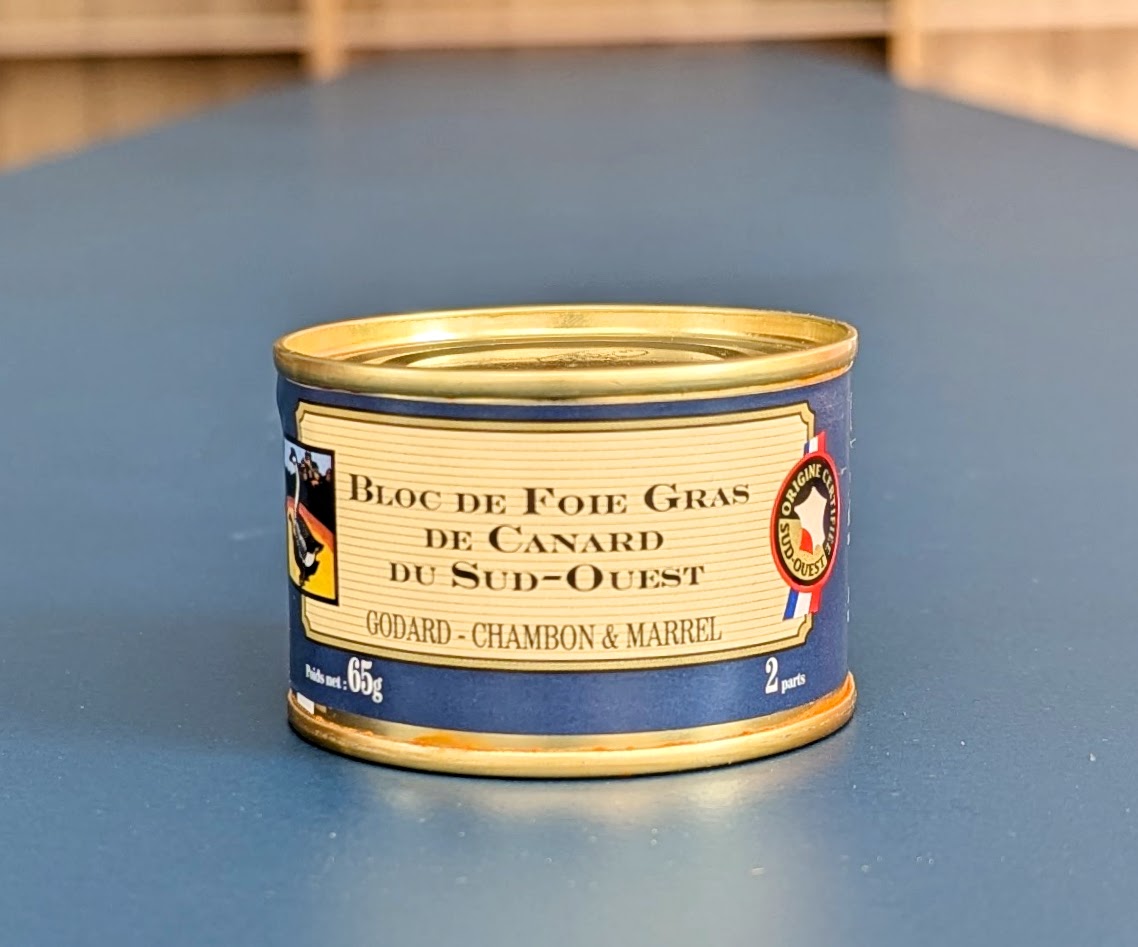 Bloc de Foie Gras
de Canard
du Sud-Ouest
GODARD - CHAMBON & MARREL
Poids net : 65g
2 parts
ORIGINE CERTIFIÉE
SUD-OUEST